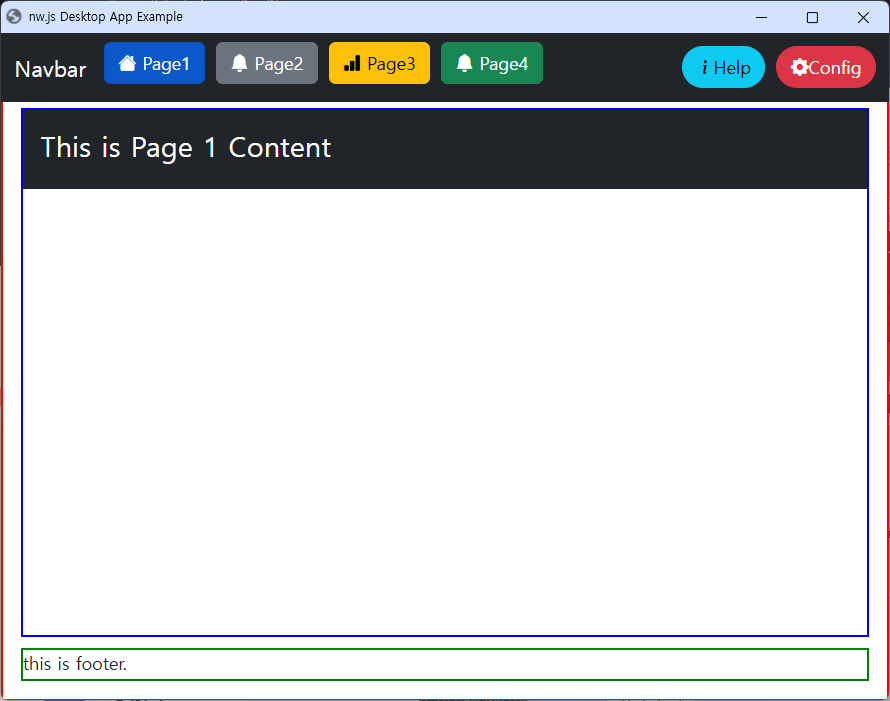 nw.js Desktop App Example
Navbar Page1 Page2 Page3 Page4 i Help Config
This is Page 1 Content
this is footer.